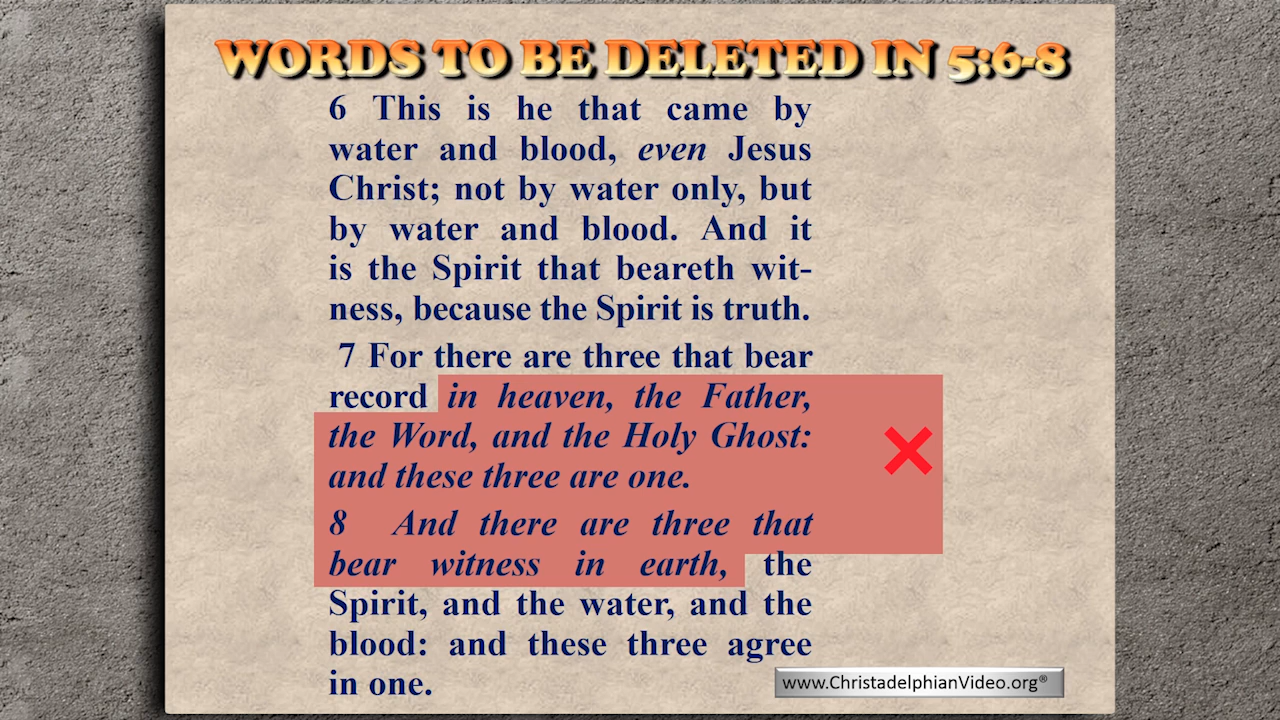 WORDS TO BE DELETED IN 5:6-8
6 This is he that came by
water and blood, even Jesus
Christ; not by water only, but
by water and blood. And it
is the Spirit that beareth wit-
ness, because the Spirit is truth.
7 For there are three that bear
record in heaven, the Father,
the Word, and the Holy Ghost:
and these three are one.
8 And there are three that
bear witness in earth, the
Spirit, and the water, and the
blood: and these three agree
in one.
www.ChristadelphianVideo.org®